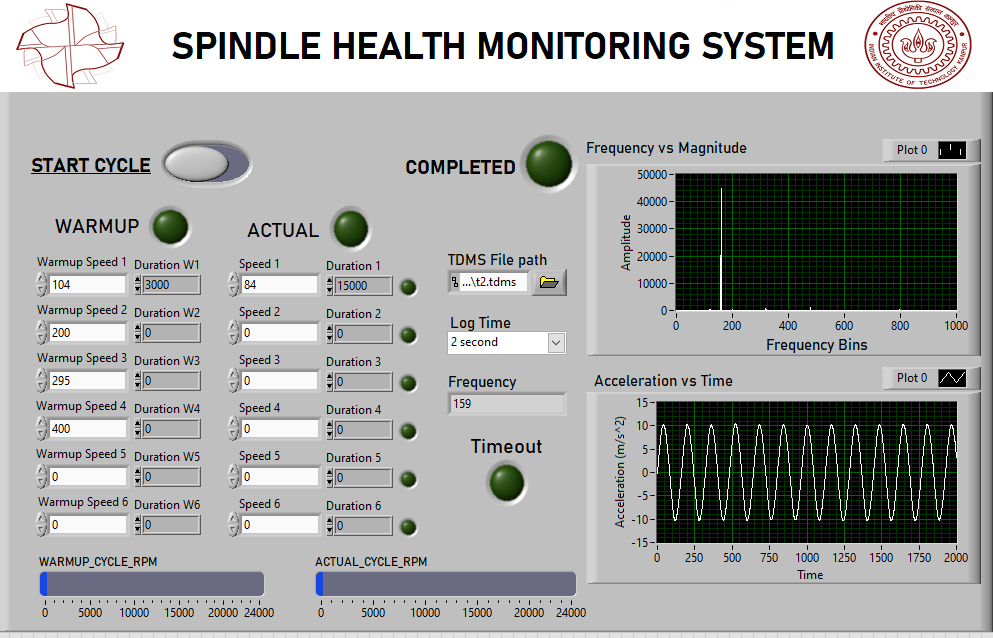 SPINDLE HEALTH MONITORING SYSTEM
INDIAN INSTITUTE OF TECHNOLOGY KANPUR
START CYCLE
COMPLETED
WARMUP
ACTUAL
Warmup Speed 1 Duration W1
104 3000
Warmup Speed 2 Duration W2
200 0
Warmup Speed 3 Duration W3
295 0
Warmup Speed 4 Duration W4
400 0
Warmup Speed 5 Duration W5
0 0
Warmup Speed 6 Duration W6
0 0
Speed 1 Duration 1
84 15000
Speed 2 Duration 2
0 0
Speed 3 Duration 3
0 0
Speed 4 Duration 4
0 0
Speed 5 Duration 5
0 0
Speed 6 Duration 6
0 0
TDMS File path
...\t2.tdms
Log Time
2 second
Frequency
159
Timeout
WARMUP_CYCLE_RPM
0 5000 10000 15000 20000 24000
ACTUAL_CYCLE_RPM
0 5000 10000 15000 20000 24000
Frequency vs Magnitude
Plot 0
Amplitude
50000
40000
30000
20000
10000
0
0 200 400 600 800 1000
Frequency Bins
Acceleration vs Time
Plot 0
Acceleration (m/s^2)
15
10
5
0
-5
-10
-15
0 250 500 750 1000 1250 1500 1750 2000
Time